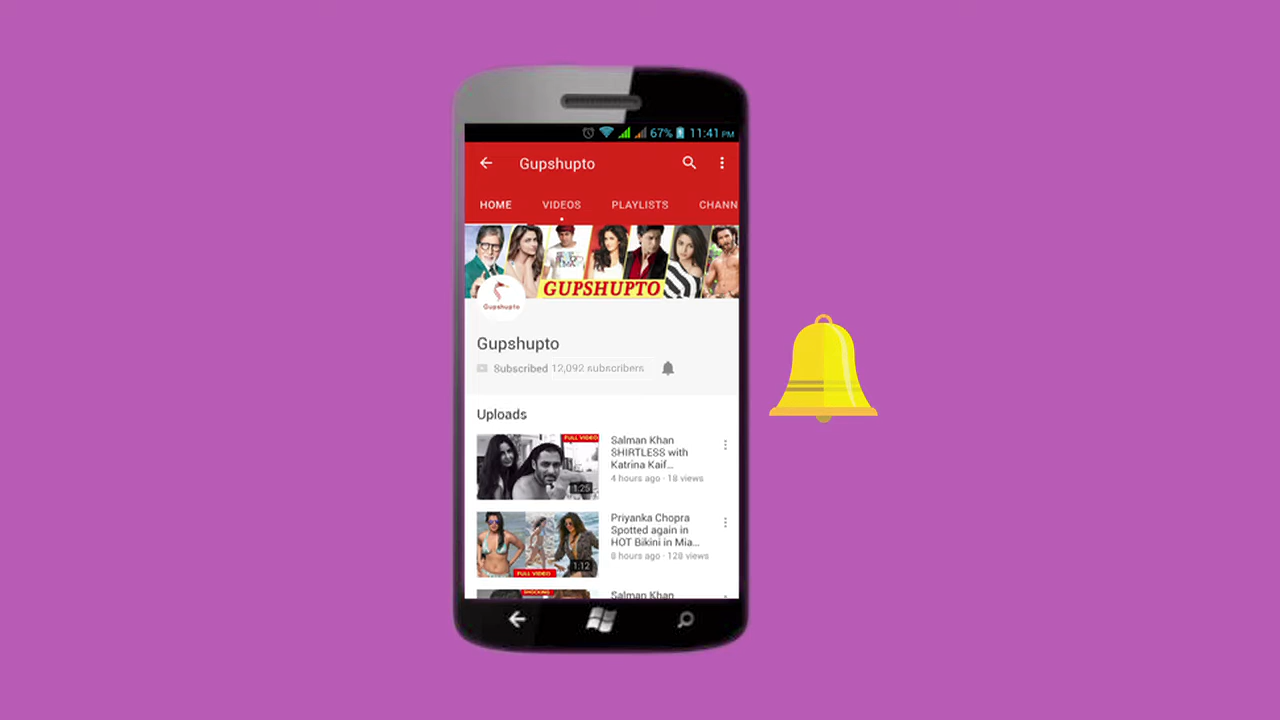 67% 11:41 PM
Gupshupto
HOME VIDEOS PLAYLISTS CHANN
GUPSHUPTO
Gupshupto
Gupshupto
Subscribed 12,092 subscribers
Uploads
FULL VIDEO
1:25
Salman Khan
SHIRTLESS with
Katrina Kaif...
4 hours ago · 18 views
FULL VIDEO
1:12
Priyanka Chopra
Spotted again in
HOT Bikini in Mia...
8 hours ago · 128 views
SHOCKING
Salman Khan